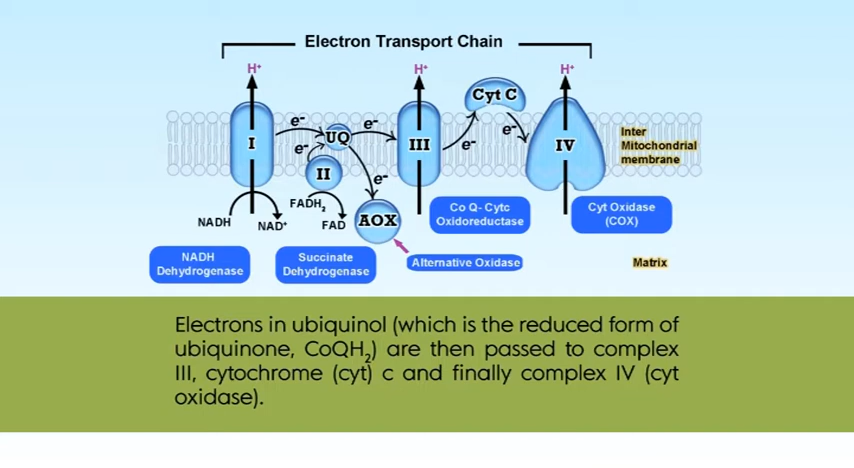 Electron Transport Chain
H⁺
H⁺
H⁺
Cyt C
e-
e-
e-
UQ
I
III
IV
e-
e-
II
e-
Inter
Mitochondrial
membrane
FADH₂
NADH
NAD⁺
FAD
AOX
Co Q- Cytc
Oxidoreductase
Cyt Oxidase
(COX)
NADH
Dehydrogenase
Succinate
Dehydrogenase
Alternative Oxidase
Matrix
Electrons in ubiquinol (which is the reduced form of
ubiquinone, CoQH₂) are then passed to complex
III, cytochrome (cyt) c and finally complex IV (cyt
oxidase).